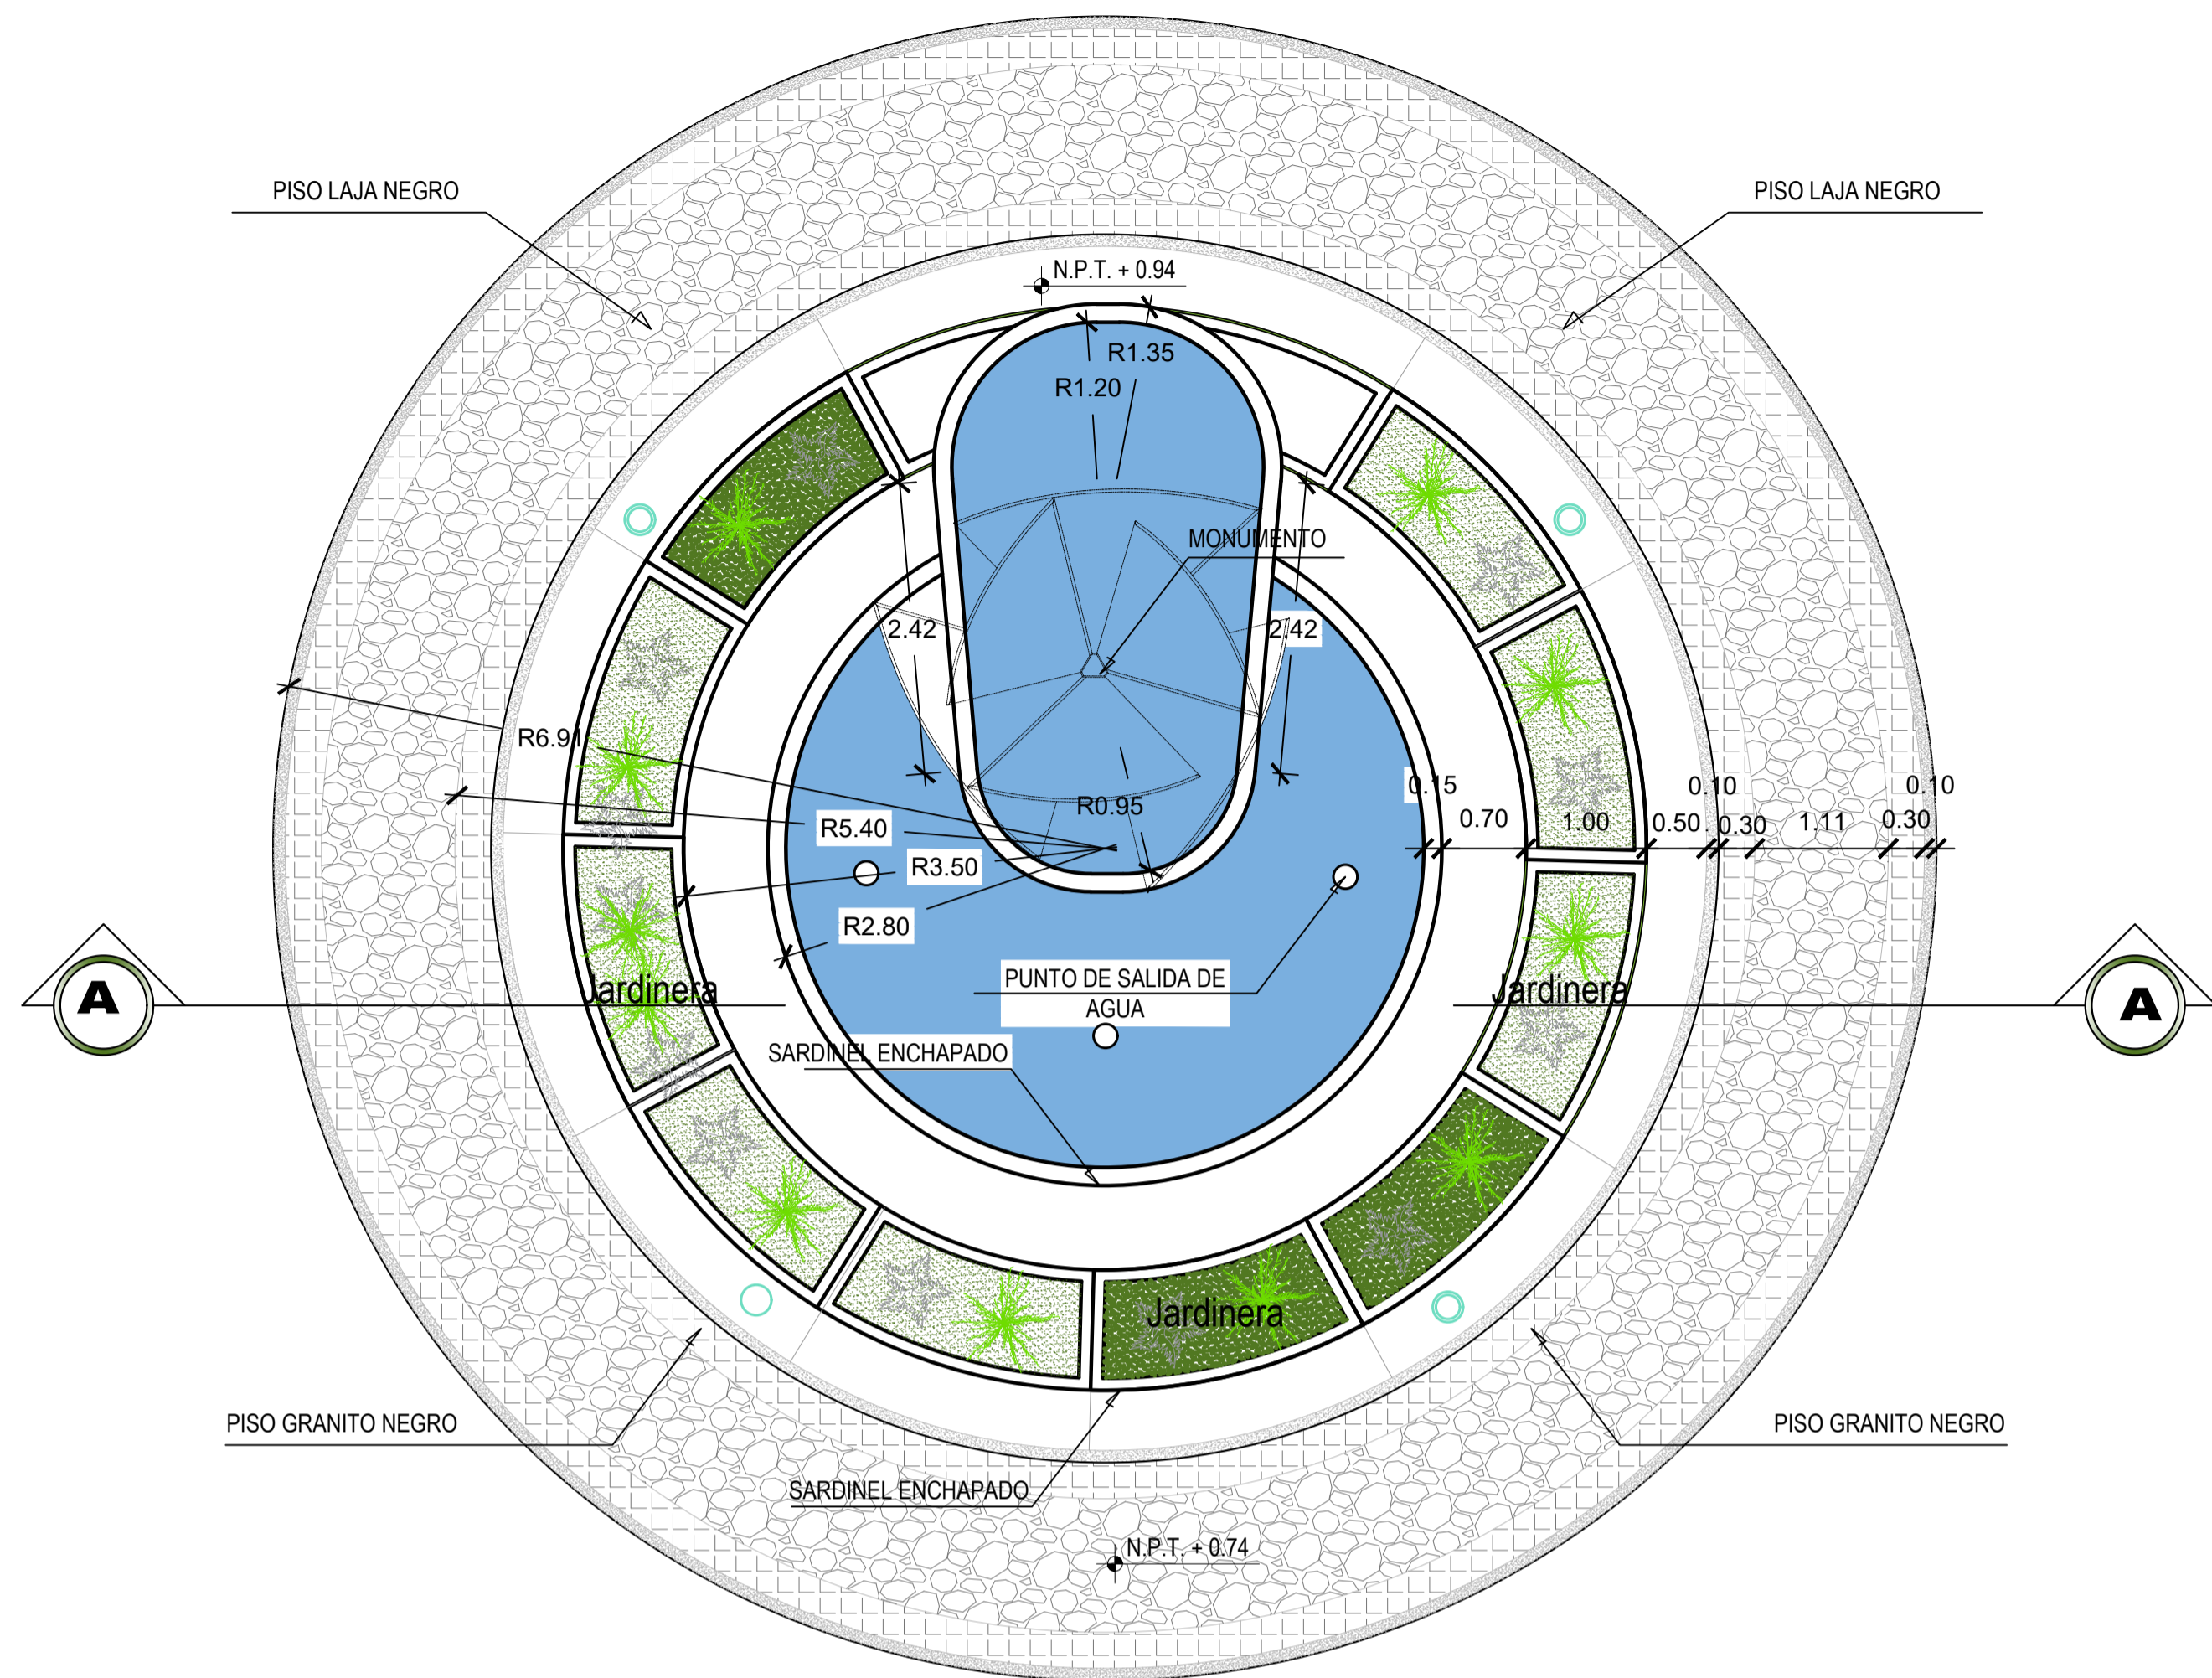 PISO LAJA NEGRO
PISO LAJA NEGRO
N.P.T. + 0.94
R1.35
R1.20
MONUMENTO
2.42
2.42
R6.91
R0.95
R5.40
R3.50
R2.80
0.15
0.70
1.00
0.50
0.10
0.30
1.11
0.30
0.10
A
Jardinera
PUNTO DE SALIDA DE
AGUA
Jardinera
A
SARDINEL ENCHAPADO
Jardinera
PISO GRANITO NEGRO
PISO GRANITO NEGRO
SARDINEL ENCHAPADO
N.P.T. + 0.74